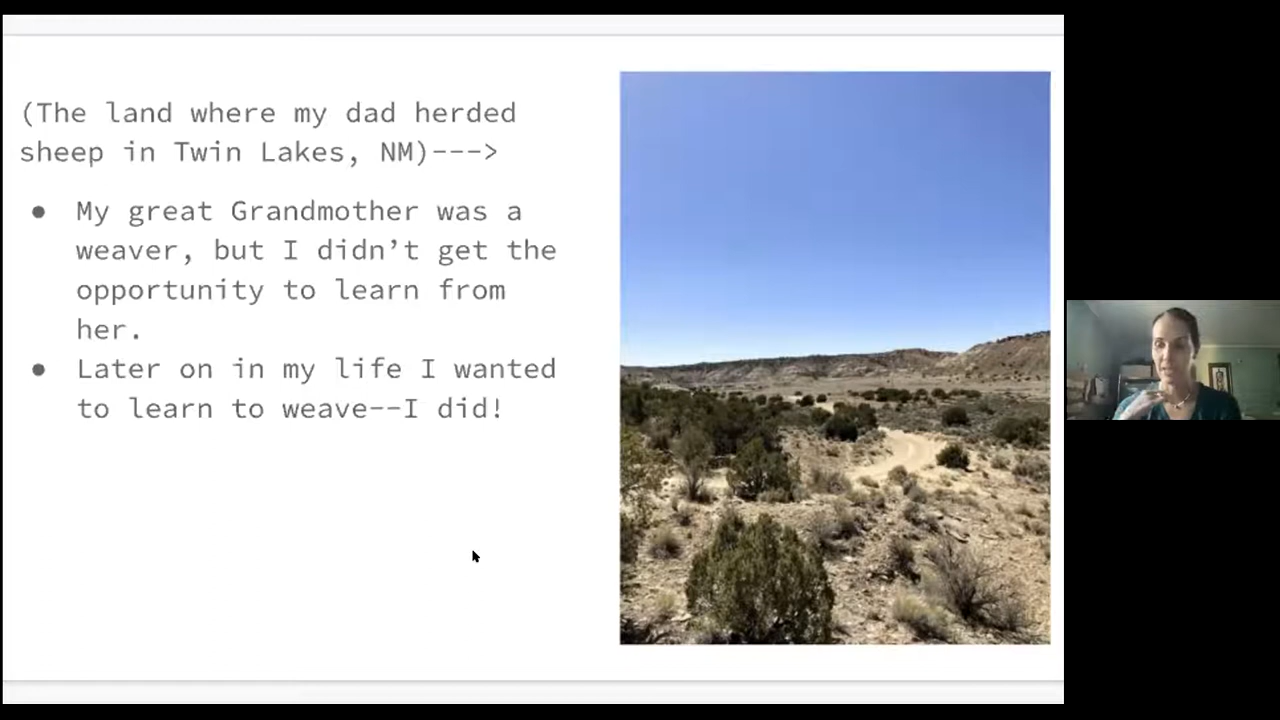 (The land where my dad herded
sheep in Twin Lakes, NM)--->
● My great Grandmother was a
weaver, but I didn’t get the
opportunity to learn from
her.
● Later on in my life I wanted
to learn to weave--I did!